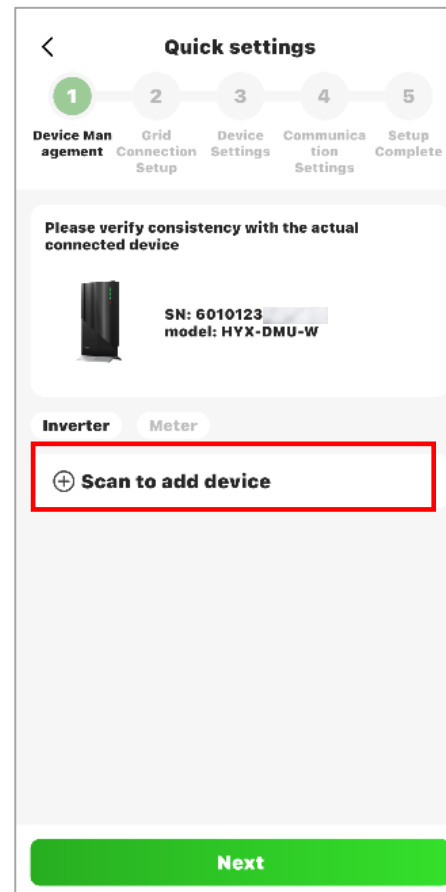 Quick settings
1 2 3 4 5
Device Man Grid Device Communica Setup
agement Connection Settings tion Complete
Setup Settings
Please verify consistency with the actual
connected device
SN: 6010123
model: HYX-DMU-W
Inverter Meter
Scan to add device
Next